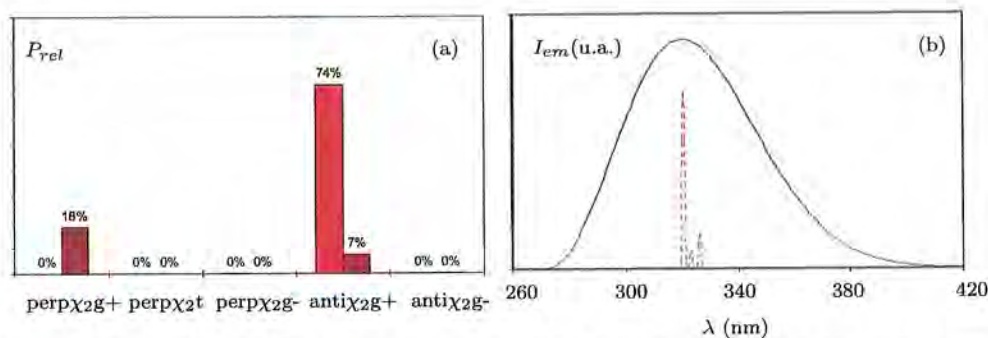 P_rel
(a)
74%
18%
7%
0%
0% 0%
0% 0%
0% 0%
perpχ₂g+ perpχ₂t perpχ₂g- antiχ₂g+ antiχ₂g-
I_em(u.a.)
(b)
260 300 340 380 420
λ (nm)